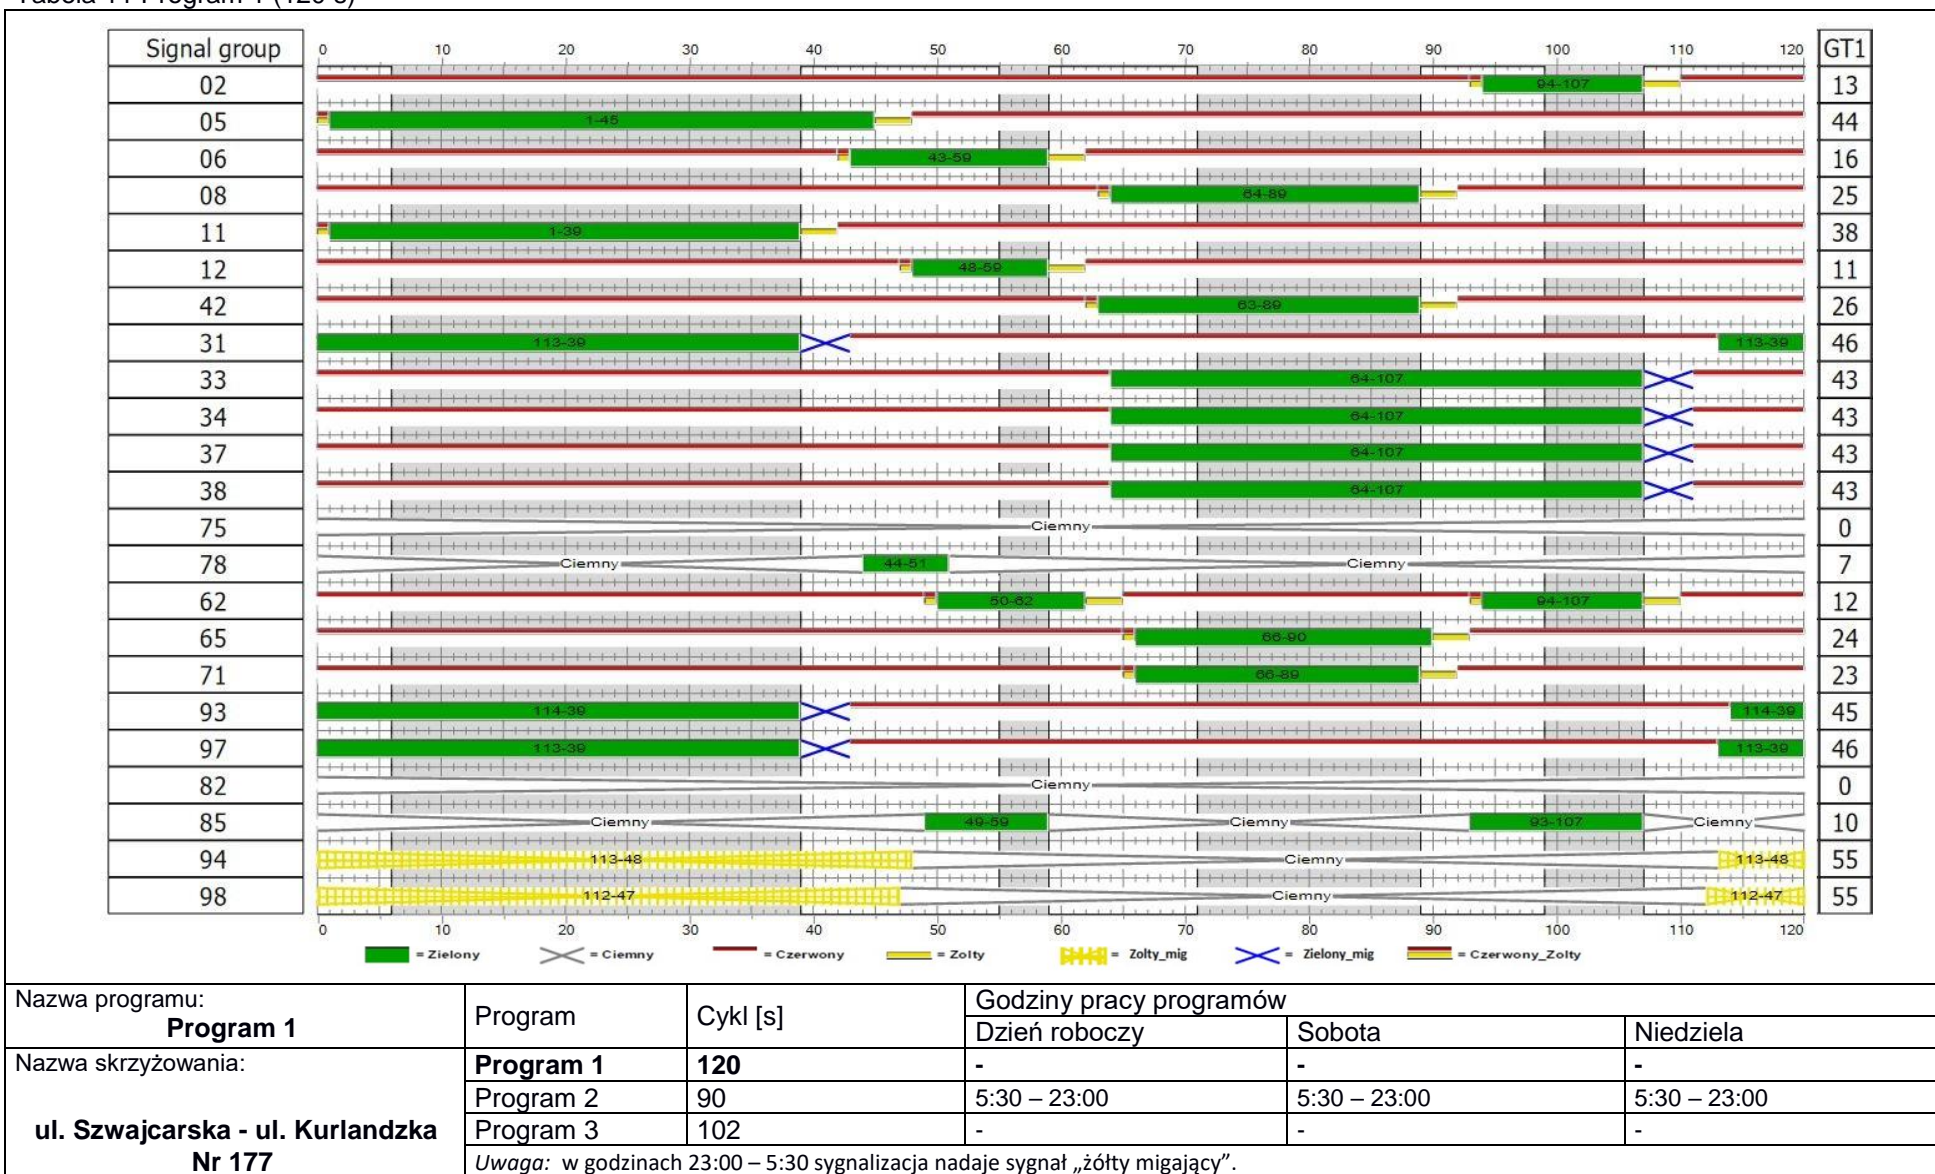 Tabela 11 Program 1 (120 s)
Signal group 0 10 20 30 40 50 60 70 80 90 100 110 120 GT1
02 94-107 13
05 1-45 44
06 43-59 16
08 64-89 25
11 1-39 38
12 48-59 11
42 63-89 26
31 113-39 113-39 46
33 64-107 43
34 64-107 43
37 64-107 43
38 64-107 43
75 Ciemny 0
78 Ciemny 44-51 Ciemny 7
62 50-62 94-107 12
65 66-90 24
71 66-89 23
93 114-39 114-39 45
97 113-39 113-39 46
82 Ciemny 0
85 Ciemny 49-59 Ciemny 93-107 Ciemny 10
94 113-48 Ciemny 113-48 55
98 112-47 Ciemny 112-47 55
0 10 20 30 40 50 60 70 80 90 100 110 120
= Zielony = Ciemny = Czerwony = Zolty = Zolty_mig = Zielony_mig = Czerwony_Zolty
Nazwa programu:
Program 1
Program Cykl [s] Godziny pracy programów
Dzień roboczy Sobota Niedziela
Nazwa skrzyżowania:
ul. Szwajcarska - ul. Kurlandzka
Nr 177
Program 1 120 - - -
Program 2 90 5:30 – 23:00 5:30 – 23:00 5:30 – 23:00
Program 3 102 - - -
Uwaga: w godzinach 23:00 – 5:30 sygnalizacja nadaje sygnał „żółty migający”.